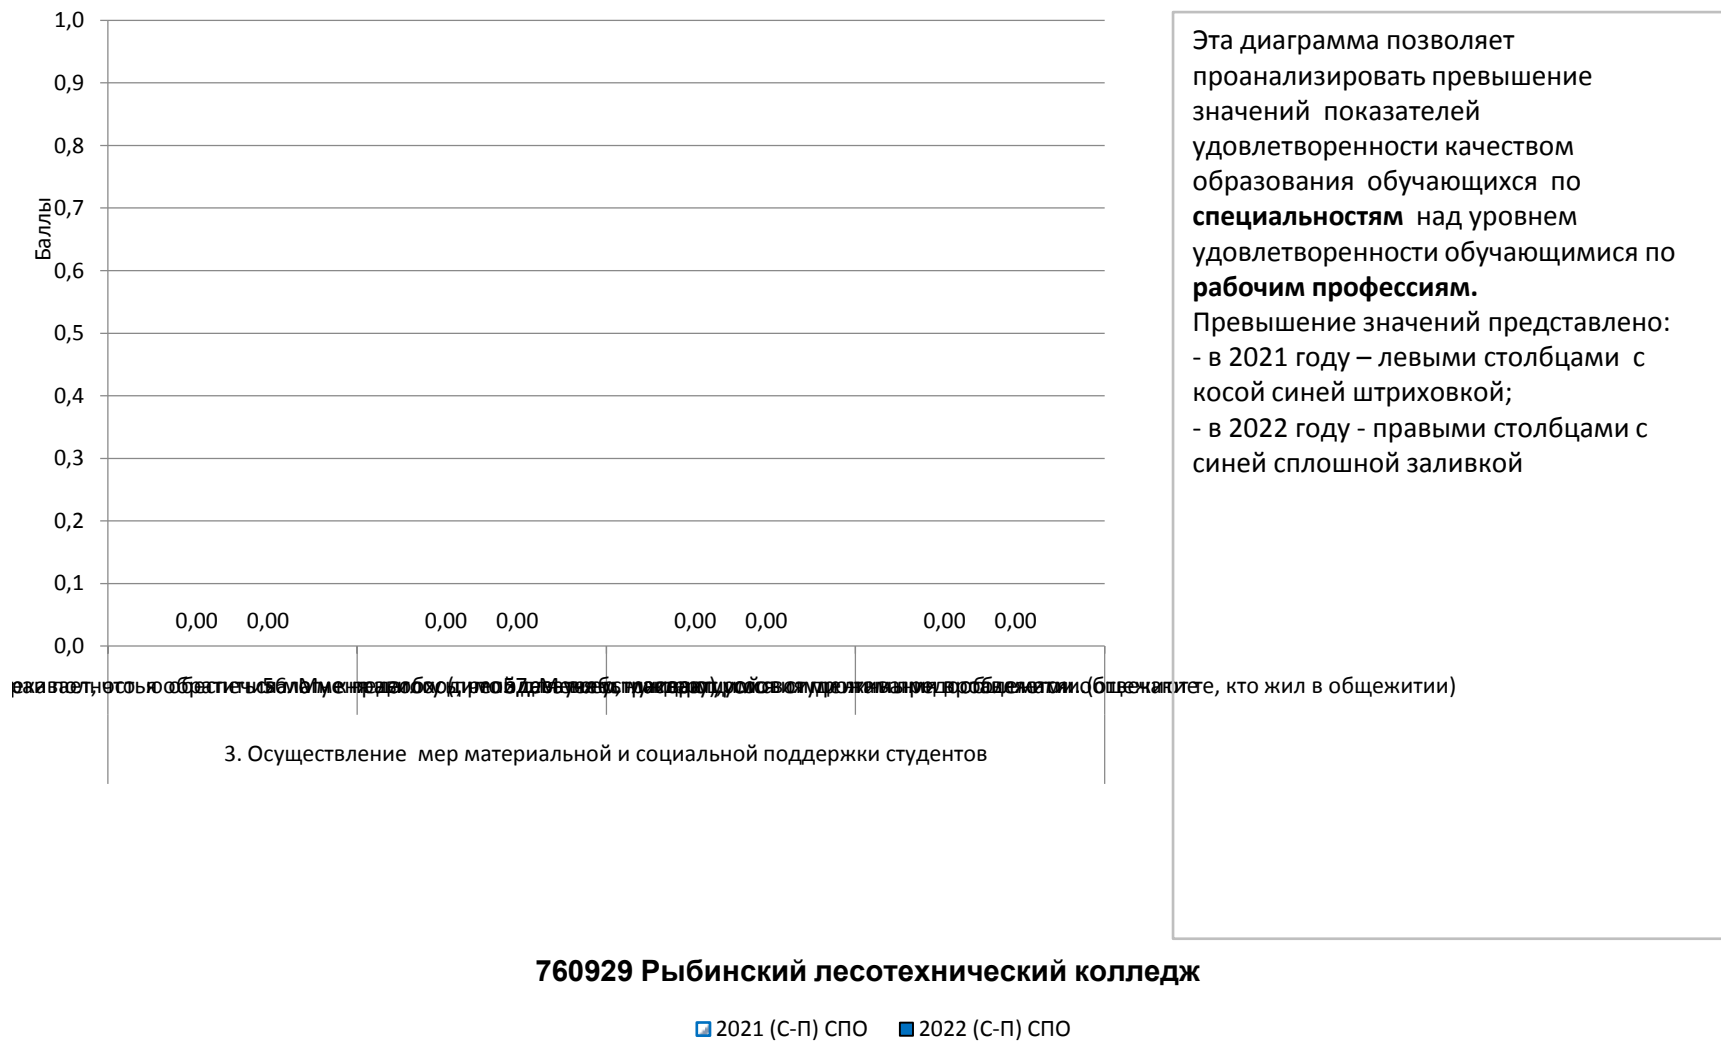 1,0
0,9
0,8
0,7
0,6
0,5
0,4
0,3
0,2
0,1
0,0
Баллы
0,00 0,00 0,00 0,00 0,00 0,00 0,00 0,00
кто жил в общежитии)
3. Осуществление мер материальной и социальной поддержки студентов
Эта диаграмма позволяет
проанализировать превышение
значений показателей
удовлетворенности качеством
образования обучающихся по
специальностям над уровнем
удовлетворенности обучающимися по
рабочим профессиям.
Превышение значений представлено:
- в 2021 году – левыми столбцами с
косой синей штриховкой;
- в 2022 году - правыми столбцами с
синей сплошной заливкой
760929 Рыбинский лесотехнический колледж
2021 (С-П) СПО 2022 (С-П) СПО